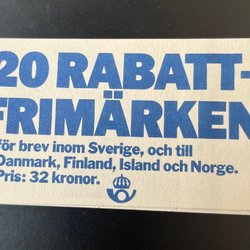 20 RABATT-
FRIMÄRKEN
för brev inom Sverige, och till
Danmark, Finland, Island och Norge.
Pris: 32 kronor.